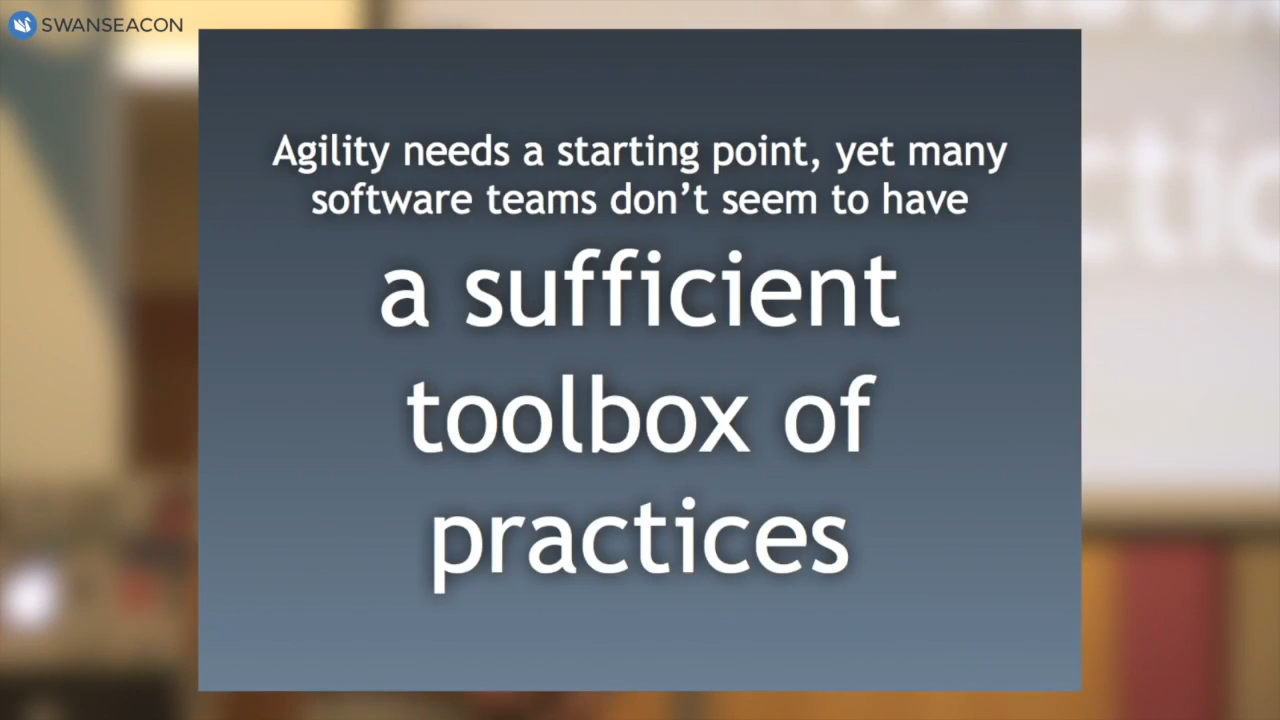 SWANSEACON
Agility needs a starting point, yet many
software teams don’t seem to have
a sufficient
toolbox of
practices